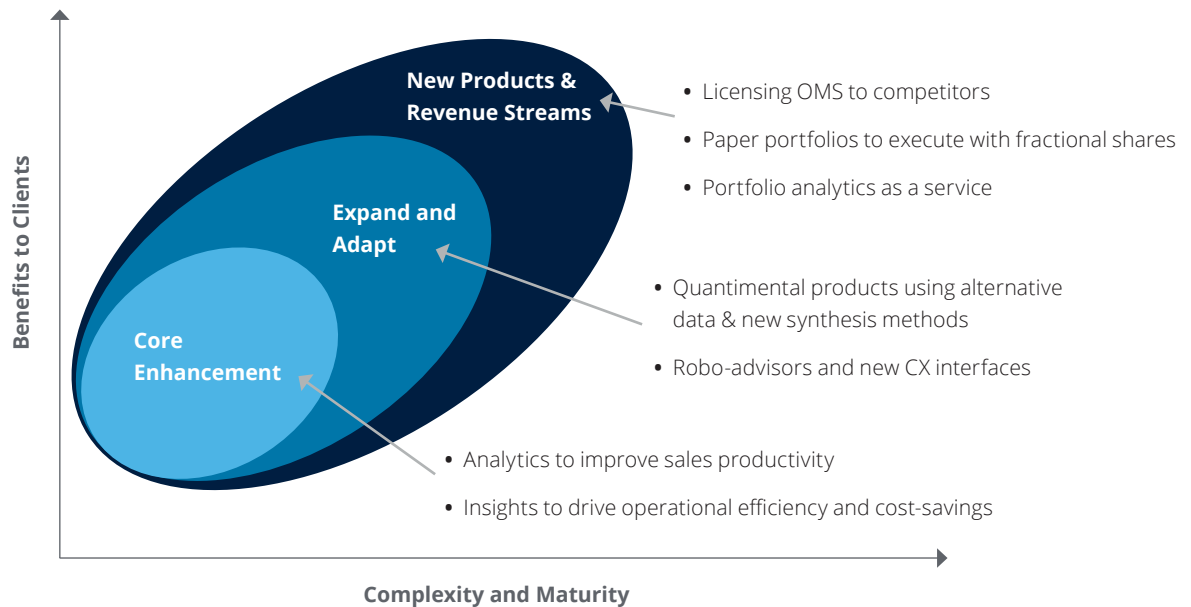 Benefits to Clients
New Products &
Revenue Streams
• Licensing OMS to competitors
• Paper portfolios to execute with fractional shares
• Portfolio analytics as a service
Expand and
Adapt
• Quantimental products using alternative
data & new synthesis methods
• Robo-advisors and new CX interfaces
Core
Enhancement
• Analytics to improve sales productivity
• Insights to drive operational efficiency and cost-savings
Complexity and Maturity